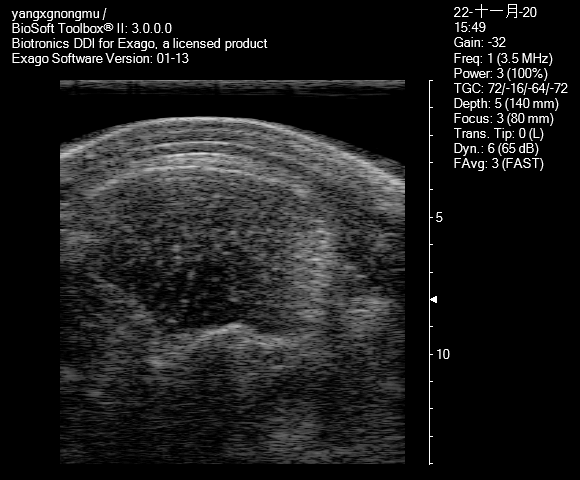 yangxgnongmu /
BioSoft Toolbox® II: 3.0.0.0
Biotronics DDI for Exago, a licensed product
Exago Software Version: 01-13
22-十一月-20
15:49
Gain: -32
Freq: 1 (3.5 MHz)
Power: 3 (100%)
TGC: 72/-16/-64/-72
Depth: 5 (140 mm)
Focus: 3 (80 mm)
Trans. Tip: 0 (L)
Dyn.: 6 (65 dB)
FAvg: 3 (FAST)
5
10